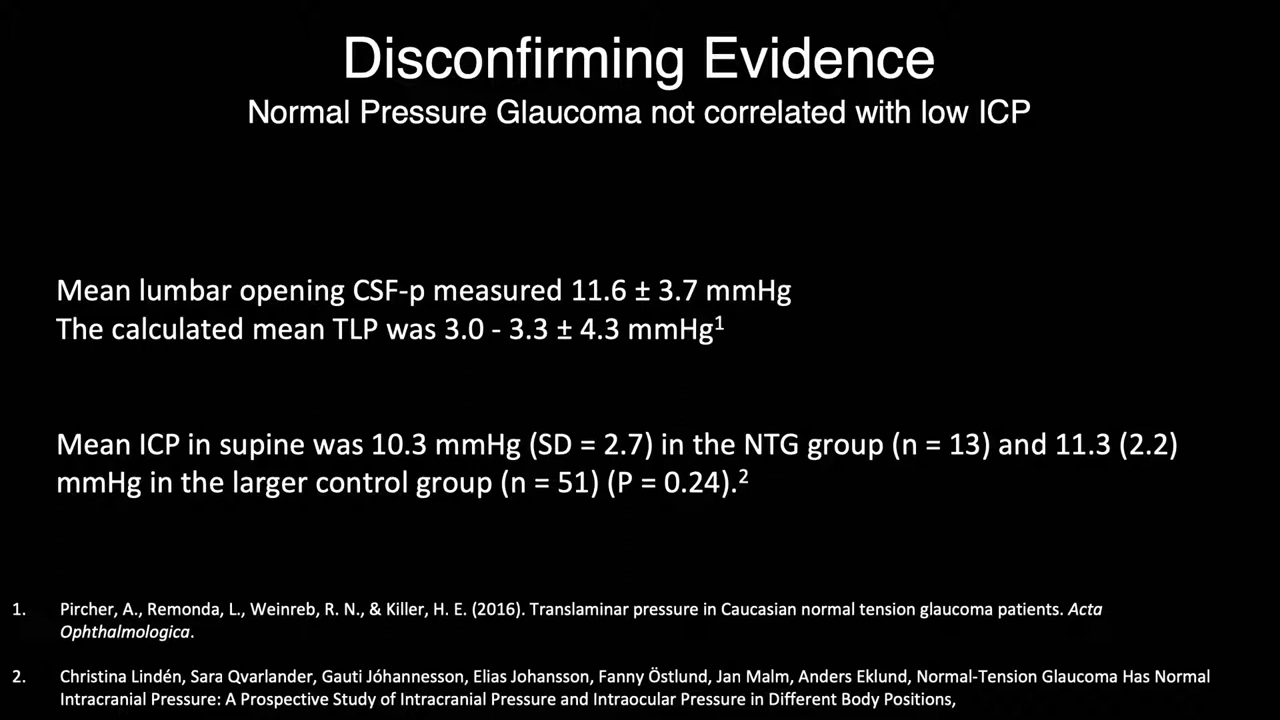 Disconfirming Evidence
Normal Pressure Glaucoma not correlated with low ICP
Mean lumbar opening CSF-p measured 11.6 ± 3.7 mmHg
The calculated mean TLP was 3.0 - 3.3 ± 4.3 mmHg¹
Mean ICP in supine was 10.3 mmHg (SD = 2.7) in the NTG group (n = 13) and 11.3 (2.2)
mmHg in the larger control group (n = 51) (P = 0.24).²
1. Pircher, A., Remonda, L., Weinreb, R. N., & Killer, H. E. (2016). Translaminar pressure in Caucasian normal tension glaucoma patients. Acta
Ophthalmologica.
2. Christina Lindén, Sara Qvarlander, Gauti Jóhannesson, Elias Johansson, Fanny Östlund, Jan Malm, Anders Eklund, Normal-Tension Glaucoma Has Normal
Intracranial Pressure: A Prospective Study of Intracranial Pressure and Intraocular Pressure in Different Body Positions,